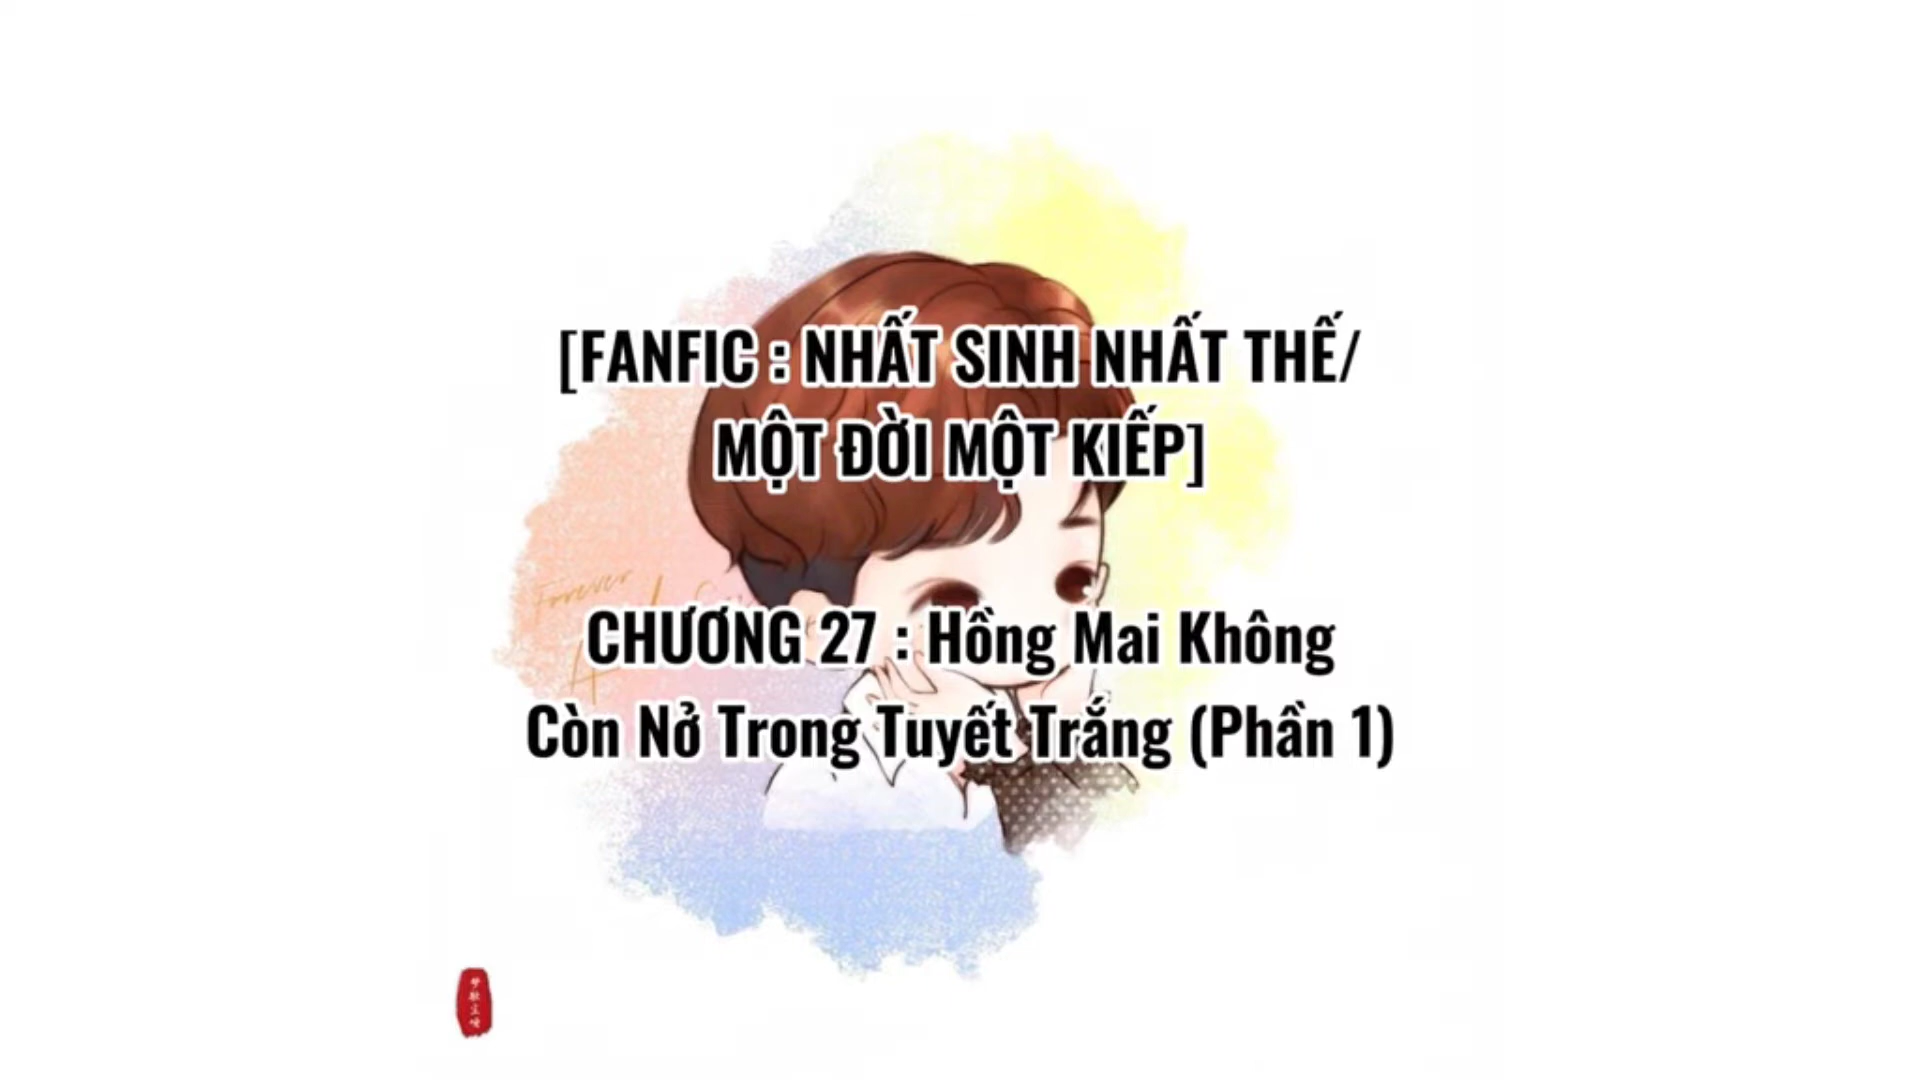 [FANFIC : NHẤT SINH NHẤT THẾ/
MỘT ĐỜI MỘT KIẾP]
Forever
CHƯƠNG 27 : Hồng Mai Không
Còn Nở Trong Tuyết Trắng (Phần 1)